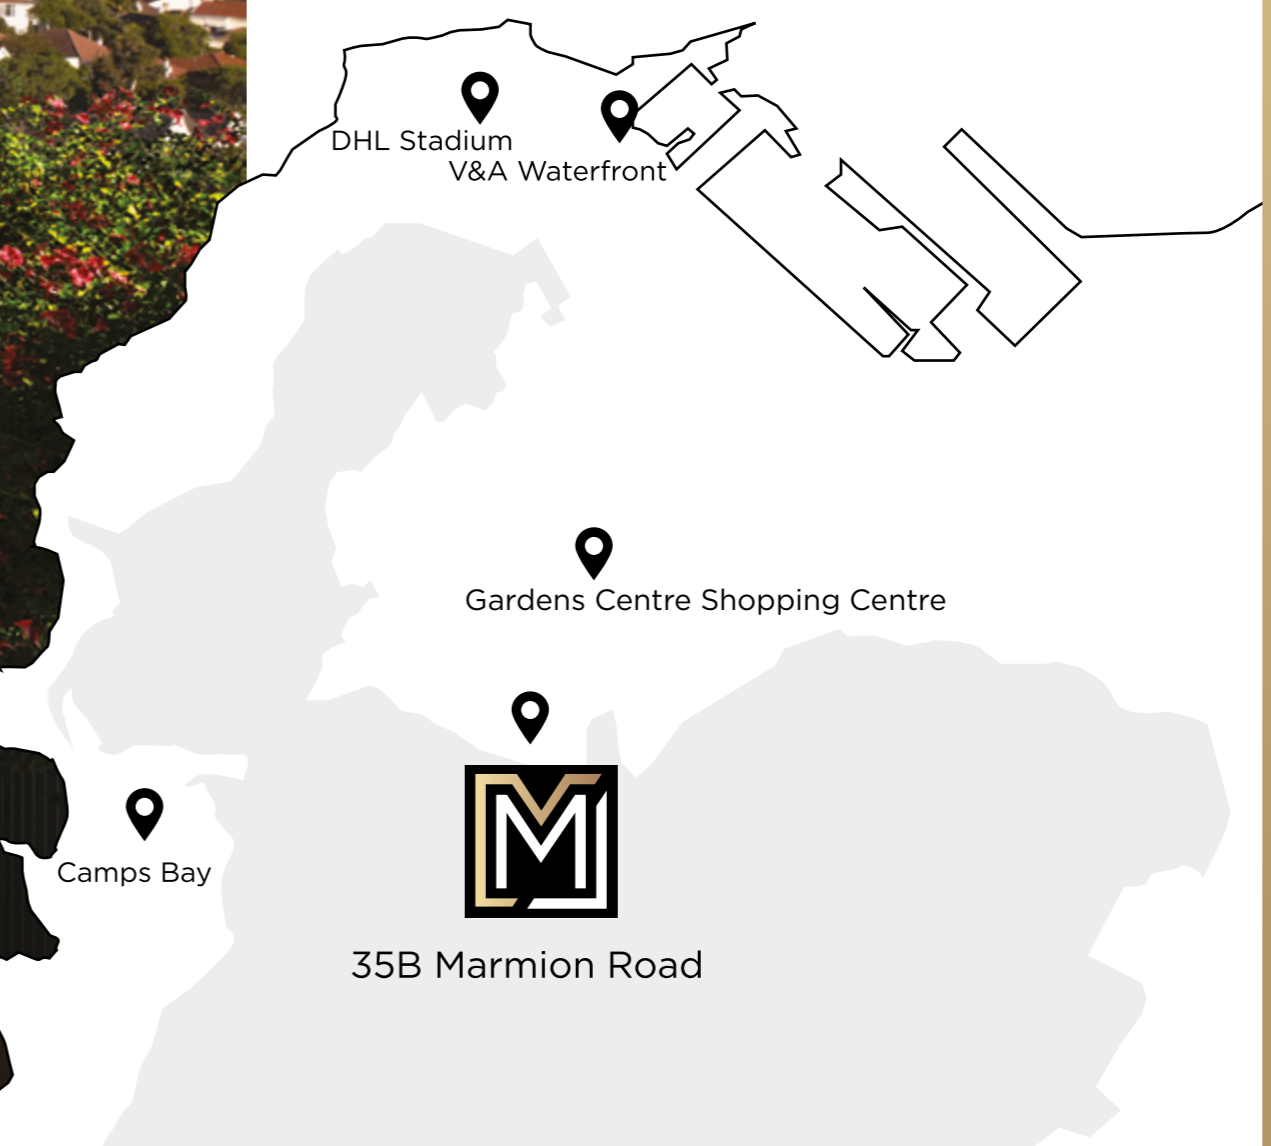 DHL Stadium
V&A Waterfront
Gardens Centre Shopping Centre
M
Camps Bay
35B Marmion Road